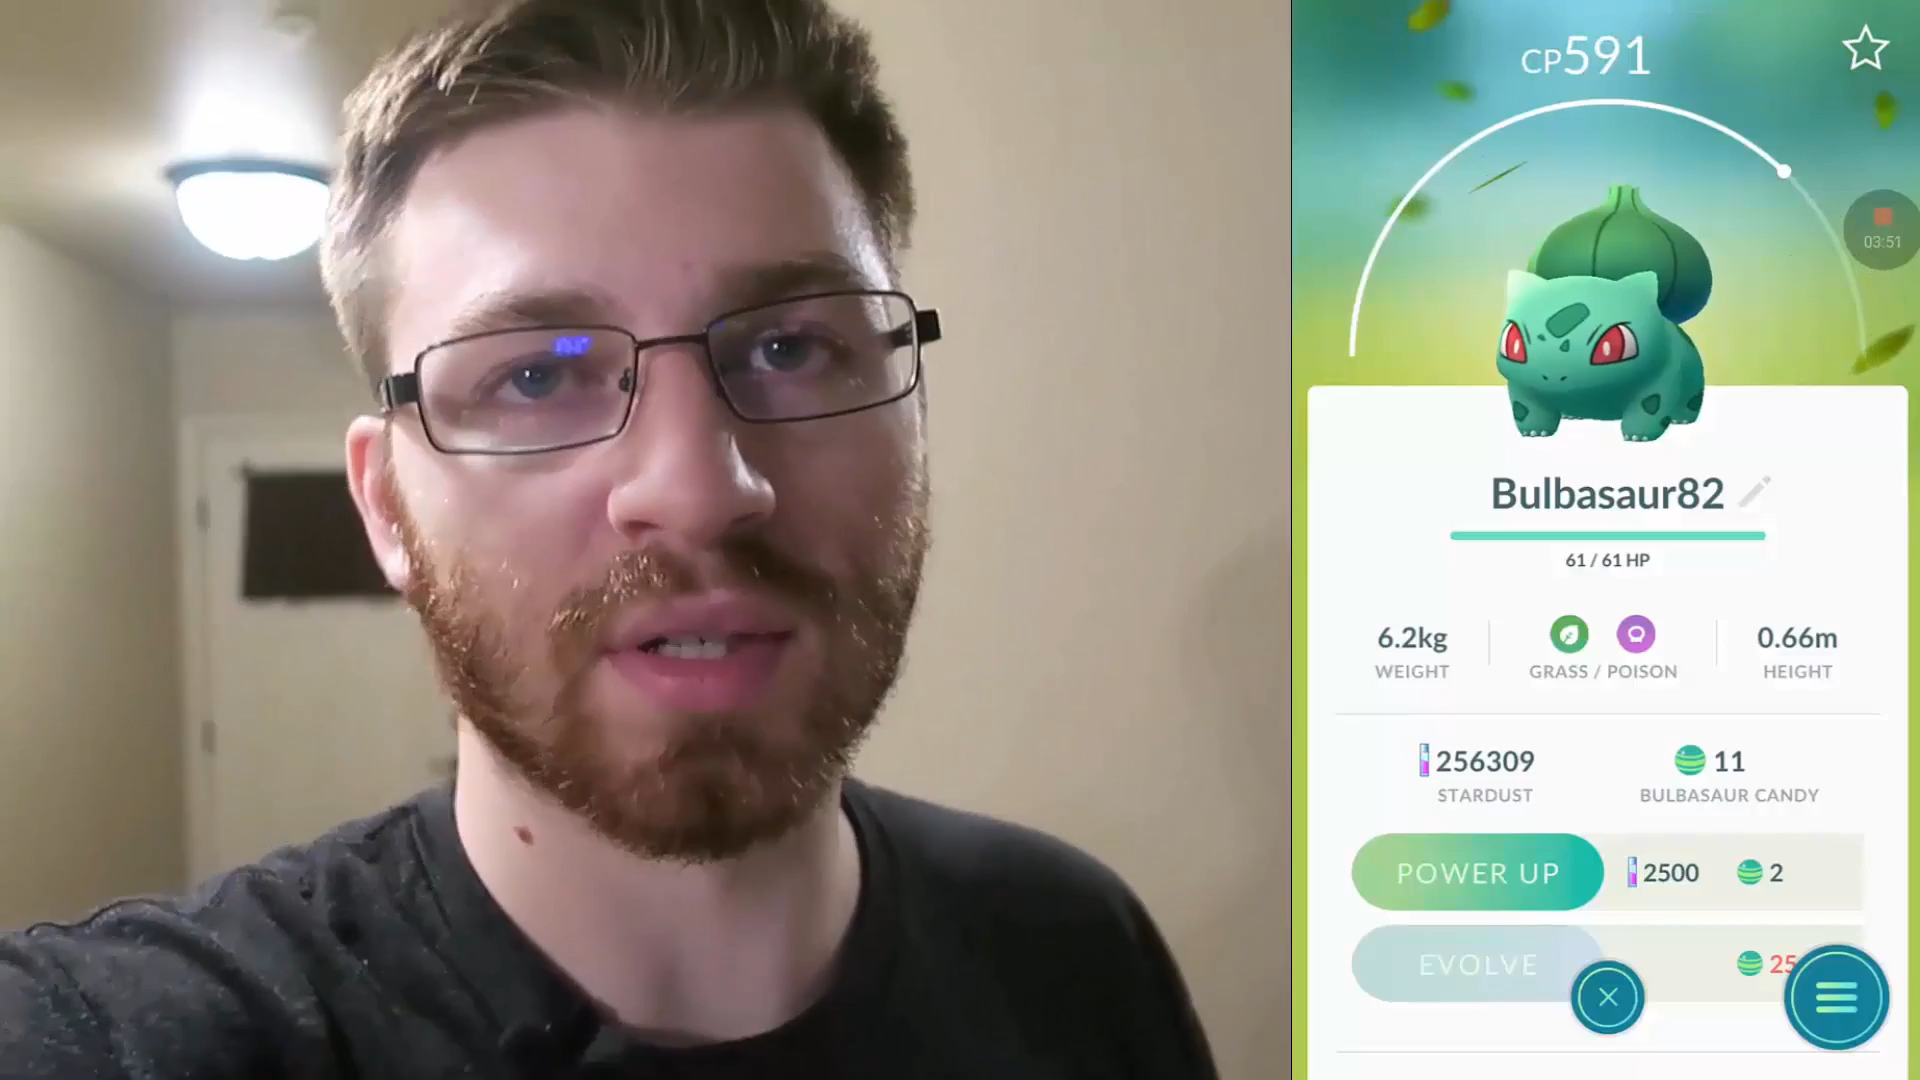 CP591
03:51
Bulbasaur82
61 / 61 HP
6.2kg
WEIGHT
GRASS / POISON
0.66m
HEIGHT
256309
STARDUST
11
BULBASAUR CANDY
POWER UP 2500 2
EVOLVE 25